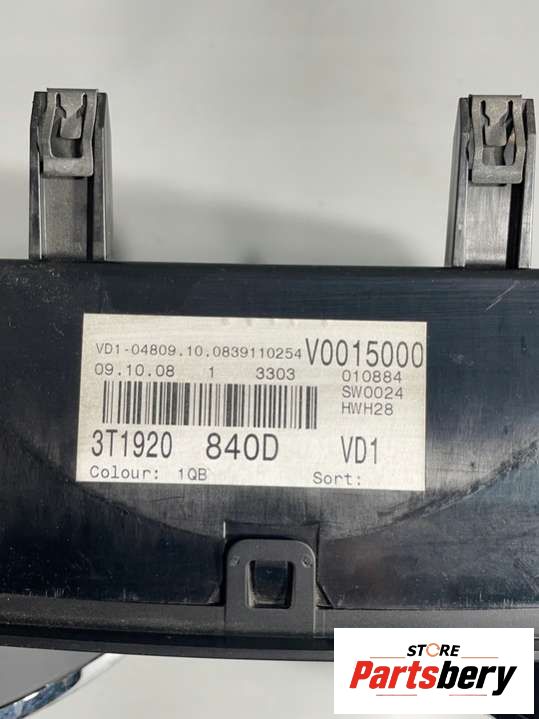 VD1-04809.10.0839110254 V0015000
09.10.08 1 3303 010884
SW0024
HWH28
3T1920 840D VD1
Colour: 1QB Sort:
STORE
Partsbery